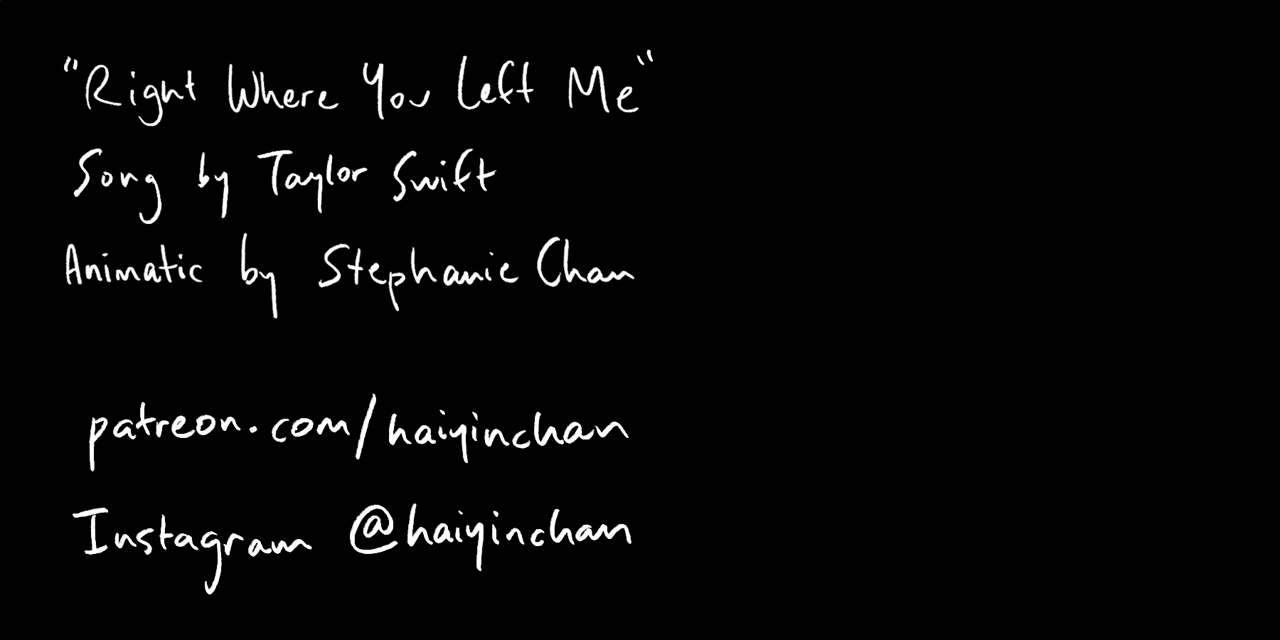 "Right Where You Left Me"
Song by Taylor Swift
Animatic by Stephanie Chan
patreon.com/haiyinchan
Instagram @haiyinchan